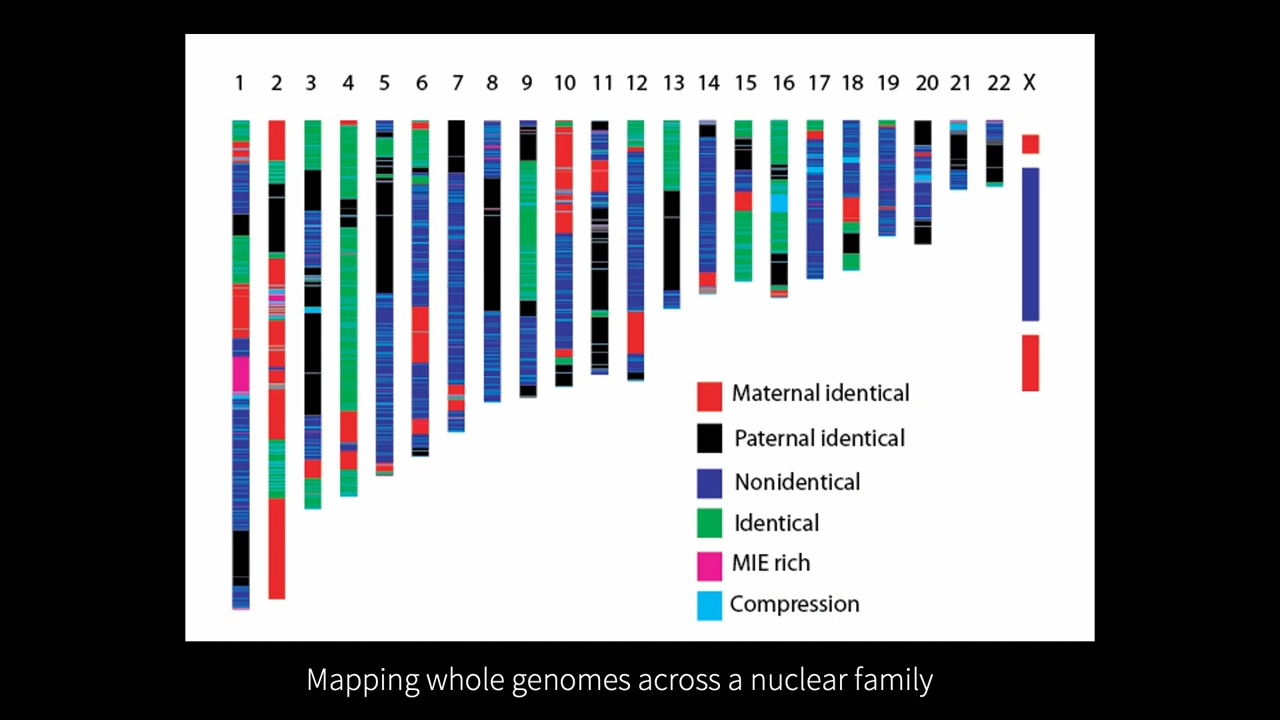 1 2 3 4 5 6 7 8 9 10 11 12 13 14 15 16 17 18 19 20 21 22 X
Maternal identical
Paternal identical
Nonidentical
Identical
MIE rich
Compression
Mapping whole genomes across a nuclear family